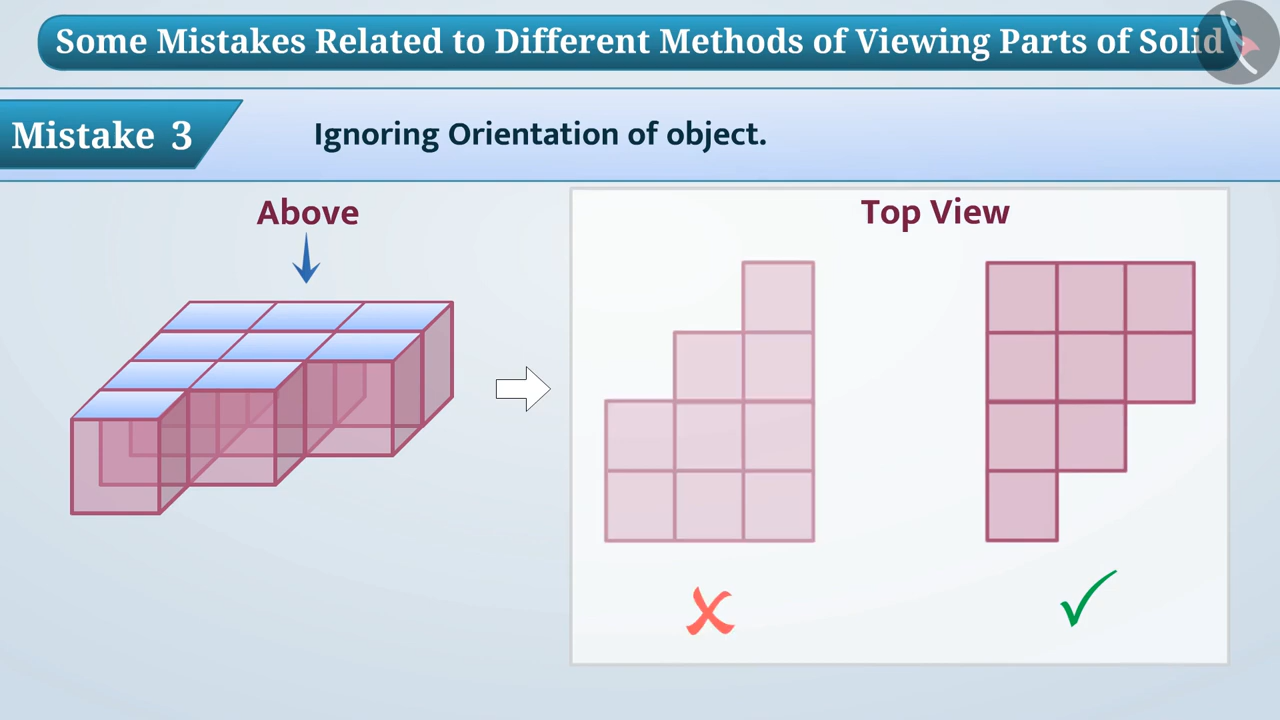 Some Mistakes Related to Different Methods of Viewing Parts of Solid
Mistake 3
Ignoring Orientation of object.
Above
Top View